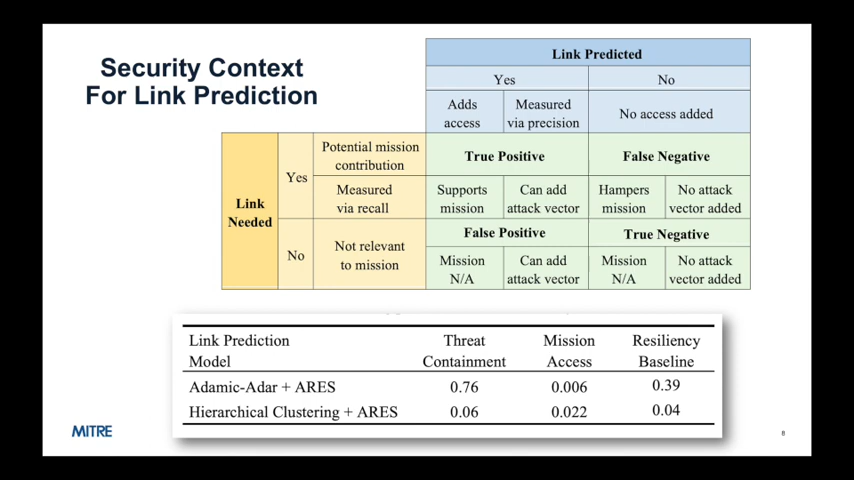 Security Context
For Link Prediction
Link Predicted
Yes
No
Adds access
Measured via precision
No access added
Link Needed
Yes
Potential mission contribution
True Positive
False Negative
Measured via recall
Supports mission
Can add attack vector
Hampers mission
No attack vector added
No
Not relevant to mission
False Positive
True Negative
Mission N/A
Can add attack vector
Mission N/A
No attack vector added
Link Prediction Model
Threat Containment
Mission Access
Resiliency Baseline
Adamic-Adar + ARES 0.76 0.006 0.39
Hierarchical Clustering + ARES 0.06 0.022 0.04
MITRE
8